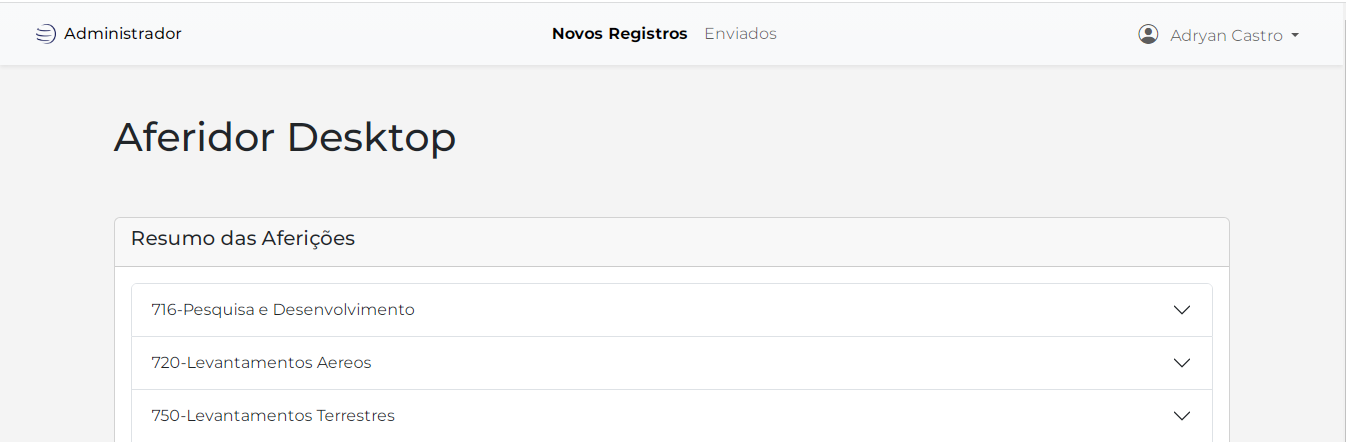 Administrador
Novos Registros
Enviados
Adryan Castro
Aferidor Desktop
Resumo das Aferições
716-Pesquisa e Desenvolvimento
720-Levantamentos Aereos
750-Levantamentos Terrestres